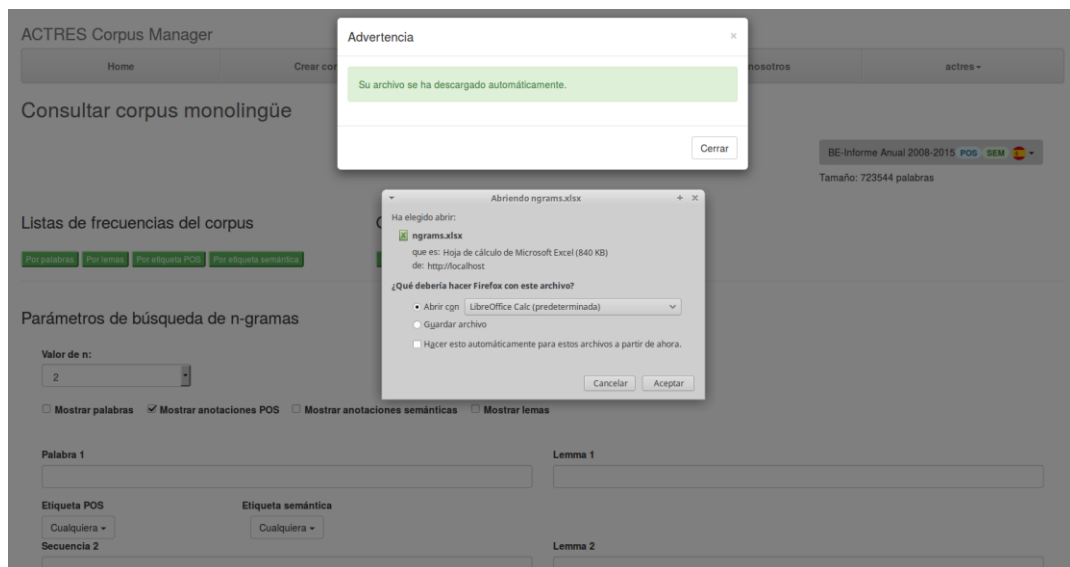 ACTRES Corpus Manager
Home
Crear cor
nosotros
actres
Advertencia
×
Su archivo se ha descargado automáticamente.
Cerrar
Consultar corpus monolingüe
BE-Informe Anual 2008-2015 POS SEM
Tamaño: 723544 palabras
Listas de frecuencias del corpus
Por palabras Por lemas Por etiqueta POS Por etiqueta semántica
Abriendo ngrams.xlsx
Ha elegido abrir:
ngrams.xlsx
que es: Hoja de cálculo de Microsoft Excel (840 KB)
de: http://localhost
¿Qué debería hacer Firefox con este archivo?
Abrir con LibreOffice Calc (predeterminada)
Guardar archivo
Hacer esto automáticamente para estos archivos a partir de ahora.
Cancelar Aceptar
Parámetros de búsqueda de n-gramas
Valor de n:
2
Mostrar palabras Mostrar anotaciones POS Mostrar anotaciones semánticas Mostrar lemas
Palabra 1 Lemma 1
Etiqueta POS Etiqueta semántica
Cualquiera Cualquiera
Secuencia 2 Lemma 2